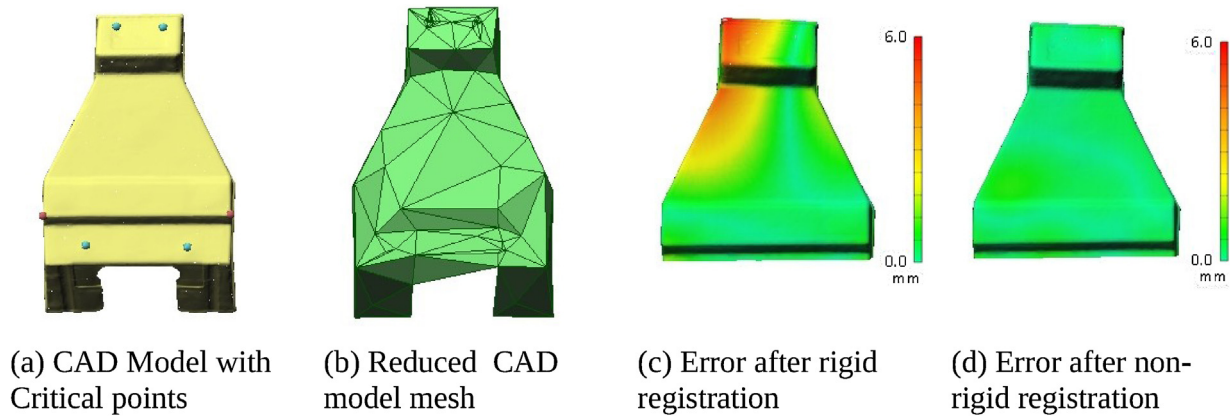 6.0
0.0
mm
6.0
0.0
mm
(a) CAD Model with
Critical points
(b) Reduced CAD
model mesh
(c) Error after rigid
registration
(d) Error after non-
rigid registration